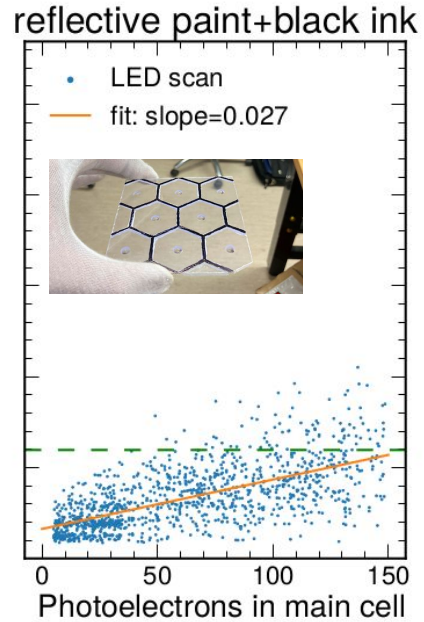 reflective paint+black ink
LED scan
fit: slope=0.027
0 50 100 150
Photoelectrons in main cell